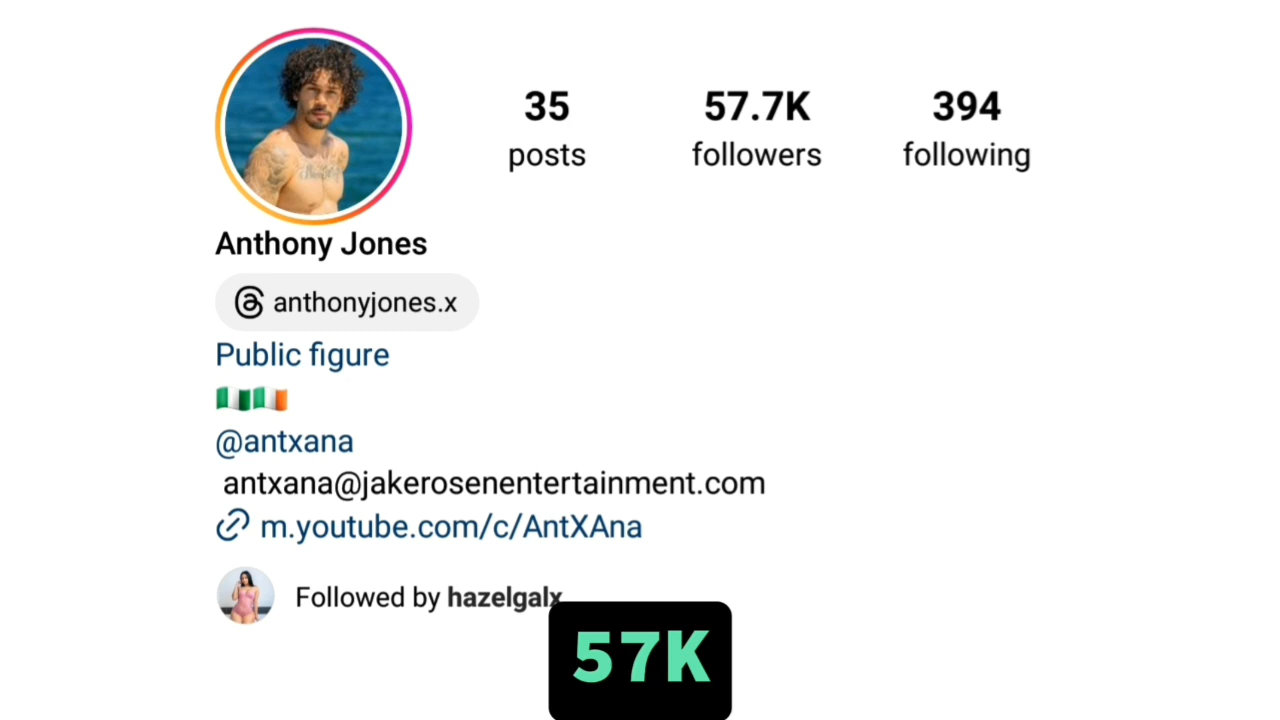 35 57.7K 394
posts followers following
Anthony Jones
anthonyjones.x
Public figure
@antxana
antxana@jakerosenentertainment.com
m.youtube.com/c/AntXAna
Followed by hazelgalx
57K